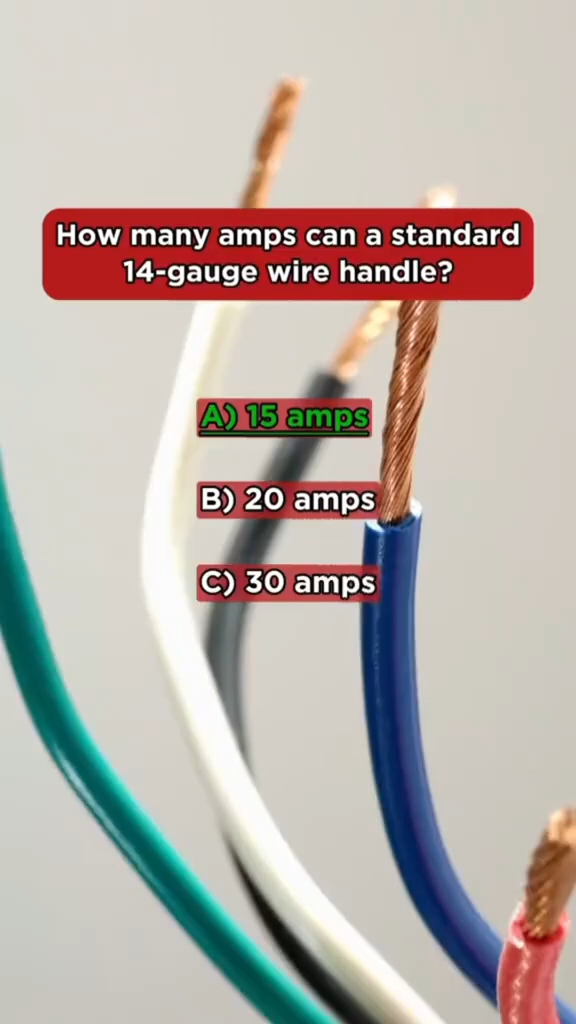 How many amps can a standard
14-gauge wire handle?
A) 15 amps
B) 20 amps
C) 30 amps